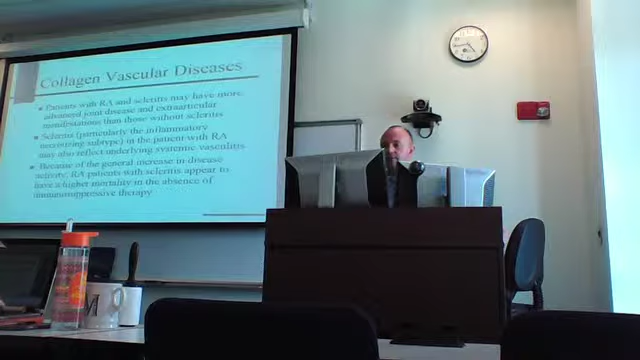 Collagen Vascular Diseases
Patients with RA and scleritis may have more
advanced joint disease and extraarticular
manifestations than those without scleritis
Scleritis (particularly the inflammatory
necrotizing subtype) in the patient with RA
may also reflect underlying systemic vasculitis
Because of the general increase in disease
activity, RA patients with scleritis appear to
have a higher mortality in the absence of
immunosuppressive therapy